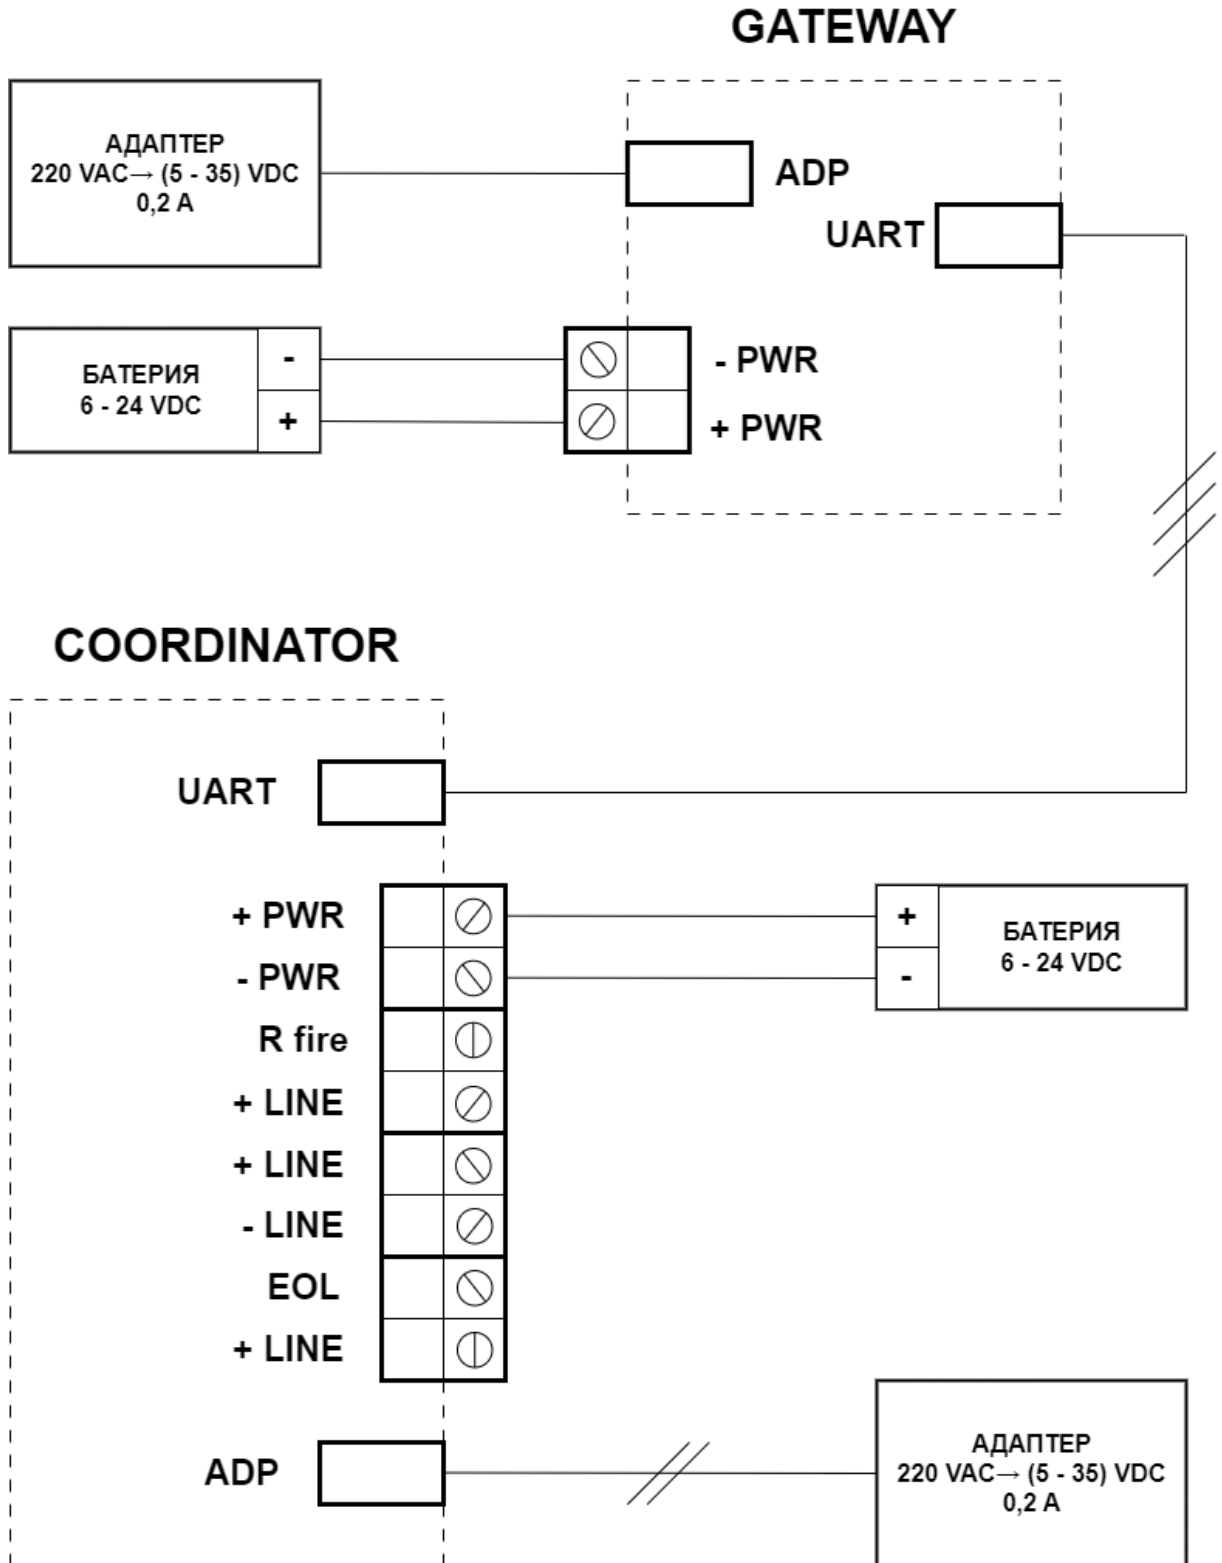 GATEWAY
АДАПТЕР
220 VAC→ (5 - 35) VDC
0,2 A
ADP
UART
БАТЕРИЯ
6 - 24 VDC
-
+
- PWR
+ PWR
COORDINATOR
UART
+ PWR
- PWR
R fire
+ LINE
+ LINE
- LINE
EOL
+ LINE
ADP
+
-
БАТЕРИЯ
6 - 24 VDC
АДАПТЕР
220 VAC→ (5 - 35) VDC
0,2 A